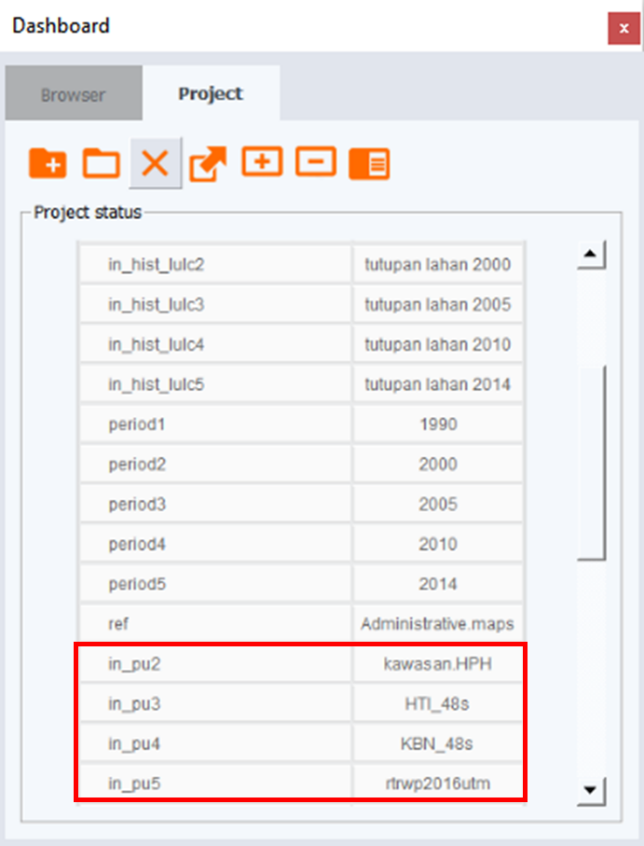 Dashboard
x
Browser Project
Project status
in_hist_lulc2 tutupan lahan 2000
in_hist_lulc3 tutupan lahan 2005
in_hist_lulc4 tutupan lahan 2010
in_hist_lulc5 tutupan lahan 2014
period1 1990
period2 2000
period3 2005
period4 2010
period5 2014
ref Administrative.maps
in_pu2 kawasan.HPH
in_pu3 HTI_48s
in_pu4 KBN_48s
in_pu5 rtrwp2016utm